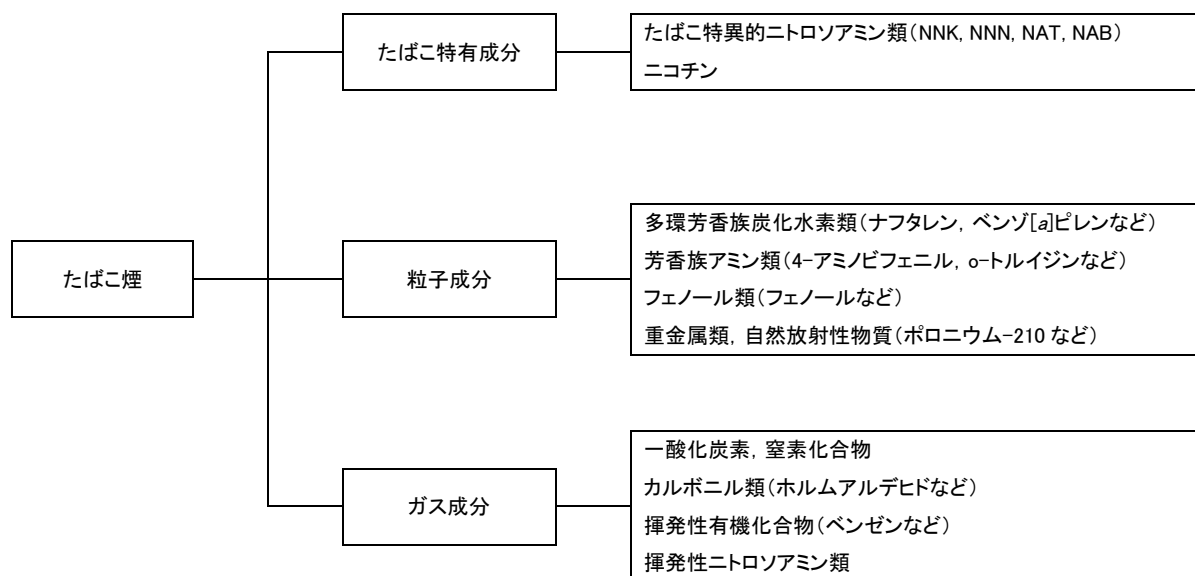 たばこ煙
たばこ特有成分
たばこ特異的ニトロソアミン類(NNK, NNN, NAT, NAB)
ニコチン
粒子成分
多環芳香族炭化水素類(ナフタレン, ベンゾ[a]ピレンなど)
芳香族アミン類(4-アミノビフェニル, o-トルイジンなど)
フェノール類(フェノールなど)
重金属類, 自然放射性物質(ポロニウム-210 など)
ガス成分
一酸化炭素, 窒素化合物
カルボニル類(ホルムアルデヒドなど)
揮発性有機化合物(ベンゼンなど)
揮発性ニトロソアミン類